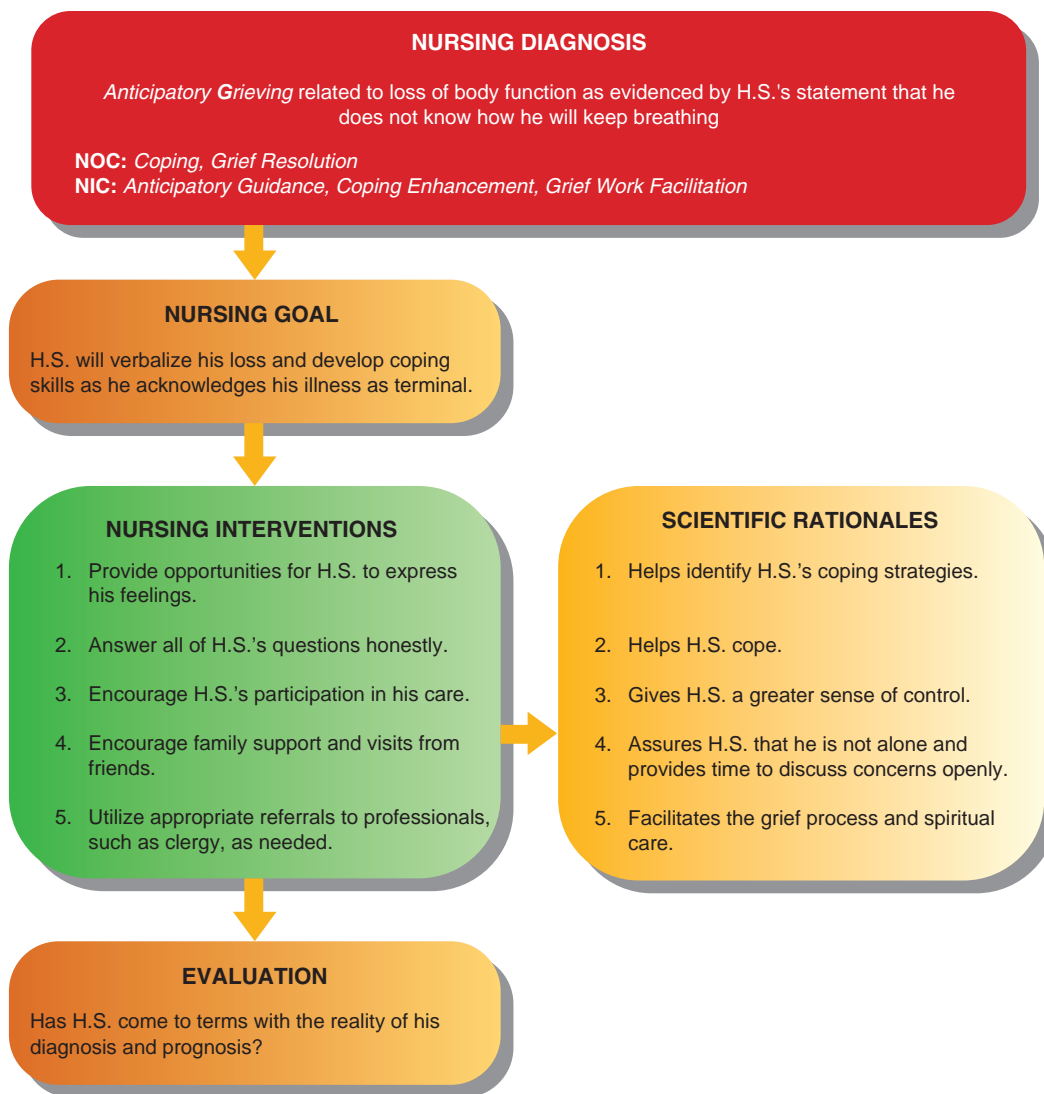 NURSING DIAGNOSIS
Anticipatory Grieving related to loss of body function as evidenced by H.S.'s statement that he
does not know how he will keep breathing
NOC: Coping, Grief Resolution
NIC: Anticipatory Guidance, Coping Enhancement, Grief Work Facilitation
NURSING GOAL
H.S. will verbalize his loss and develop coping
skills as he acknowledges his illness as terminal.
NURSING INTERVENTIONS
1. Provide opportunities for H.S. to express
his feelings.
2. Answer all of H.S.’s questions honestly.
3. Encourage H.S.’s participation in his care.
4. Encourage family support and visits from
friends.
5. Utilize appropriate referrals to professionals,
such as clergy, as needed.
SCIENTIFIC RATIONALES
1. Helps identify H.S.’s coping strategies.
2. Helps H.S. cope.
3. Gives H.S. a greater sense of control.
4. Assures H.S. that he is not alone and
provides time to discuss concerns openly.
5. Facilitates the grief process and spiritual
care.
EVALUATION
Has H.S. come to terms with the reality of his
diagnosis and prognosis?